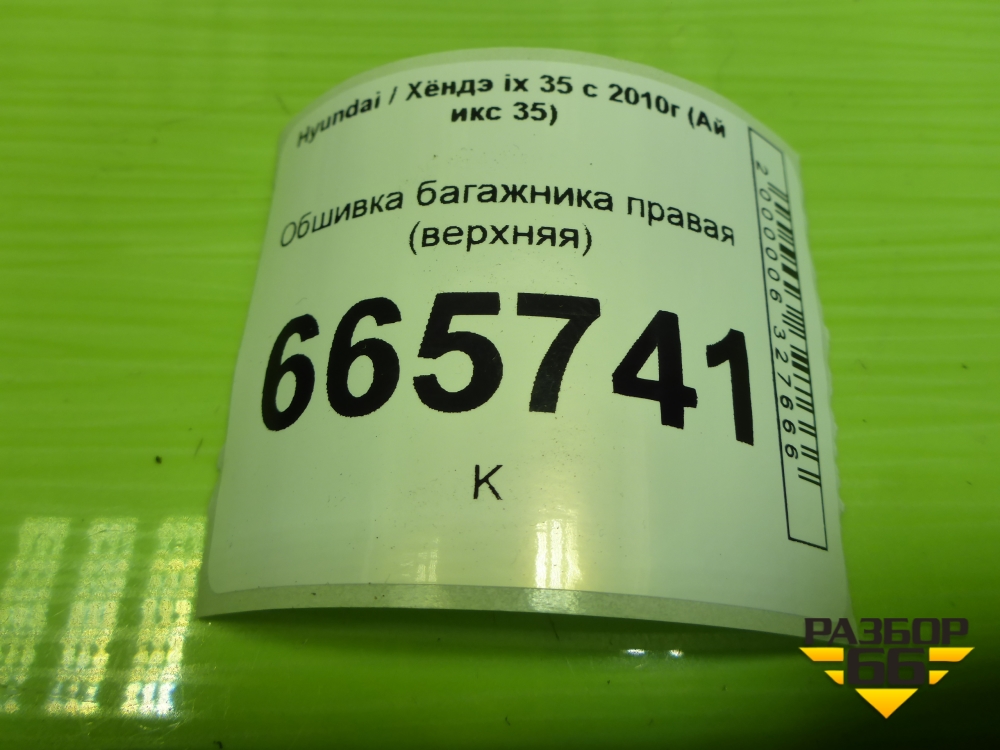 Hyundai / Хёндэ ix 35 с 2010г (Ай
икс 35)
Обшивка багажника правая
(верхняя)
665741
К
2000006327666
РАЗБОР
66